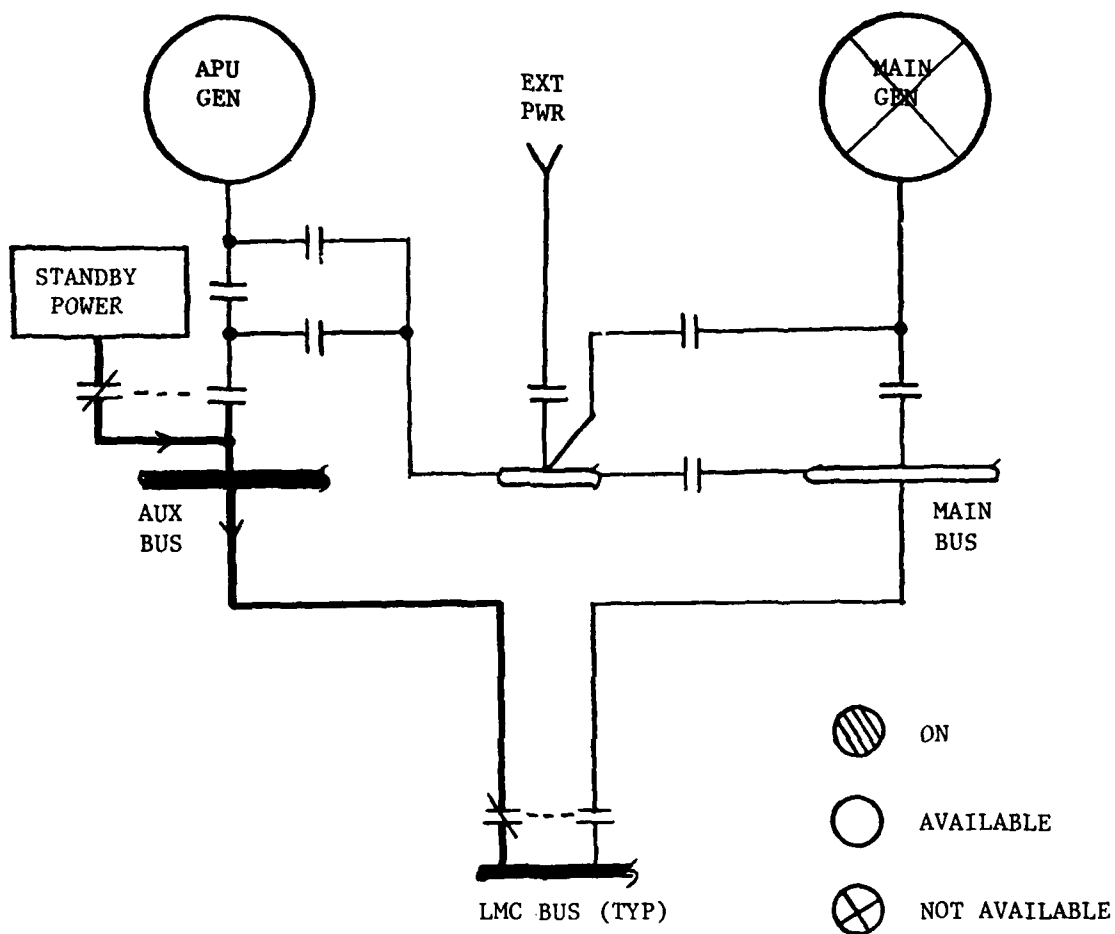 APU
GEN
EXT
PWR
MAIN
GEN
STANDBY
POWER
AUX
BUS
MAIN
BUS
ON
AVAILABLE
LMC BUS (TYP)
NOT AVAILABLE